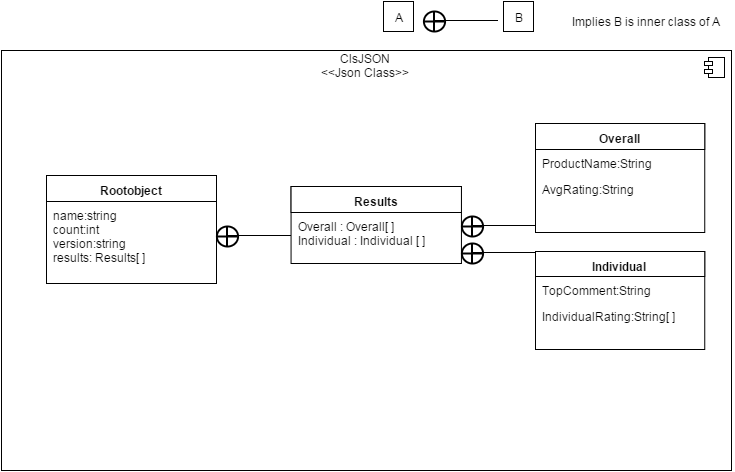 A
B
Implies B is inner class of A
ClsJSON
<<Json Class>>
Rootobject
name:string
count:int
version:string
results: Results[ ]
Results
Overall : Overall[ ]
Individual : Individual [ ]
Overall
ProductName:String
AvgRating:String
Individual
TopComment:String
IndividualRating:String[ ]